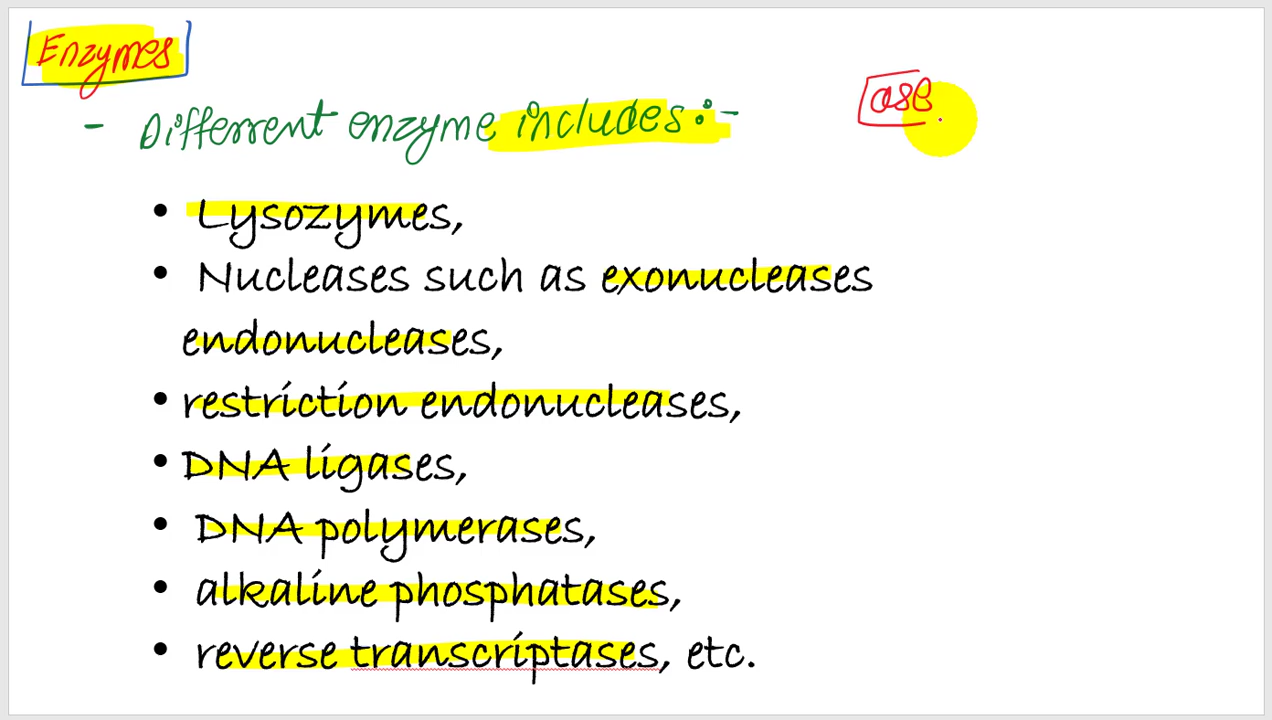 Enzymes
ase
- Different enzyme includes:-
• Lysozymes,
• Nucleases such as exonucleases
endonucleases,
• restriction endonucleases,
• DNA ligases,
• DNA polymerases,
• alkaline phosphatases,
• reverse transcriptases, etc.